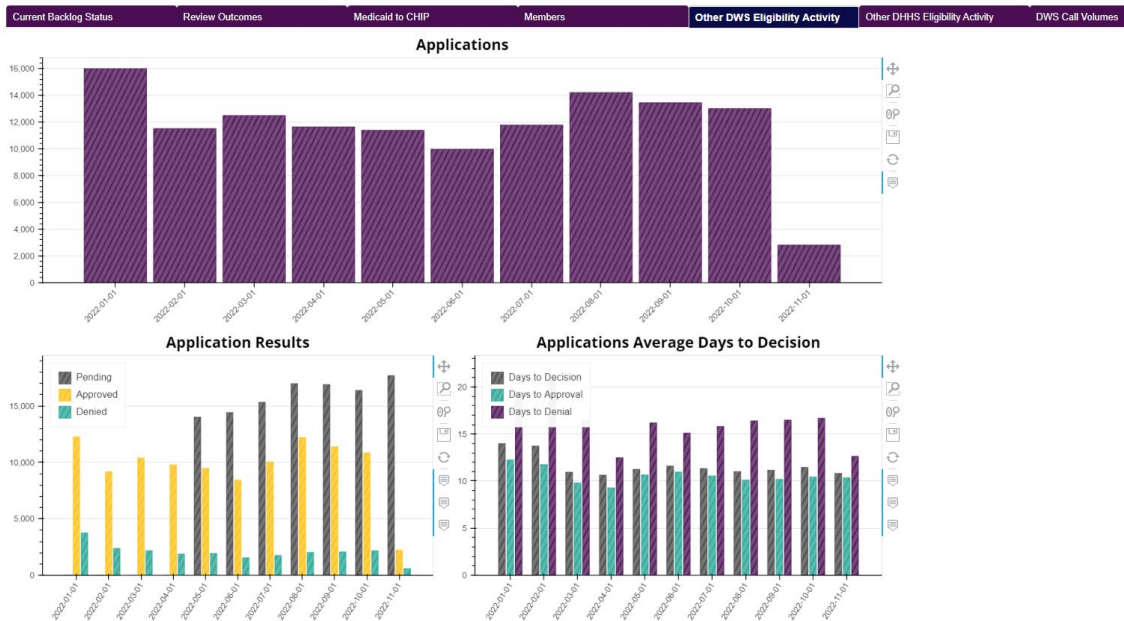 Current Backlog Status Review Outcomes Medicaid to CHIP Members Other DWS Eligibility Activity Other DHHS Eligibility Activity DWS Call Volumes
Applications
16,000
14,000
12,000
10,000
8,000
6,000
4,000
2,000
0
2022-01-01 2022-02-01 2022-03-01 2022-04-01 2022-05-01 2022-06-01 2022-07-01 2022-08-01 2022-09-01 2022-10-01 2022-11-01
Application Results
Pending
Approved
Denied
15,000
10,000
5,000
0
2022-01-01 2022-02-01 2022-03-01 2022-04-01 2022-05-01 2022-06-01 2022-07-01 2022-08-01 2022-09-01 2022-10-01 2022-11-01
Applications Average Days to Decision
Days to Decision
Days to Approval
Days to Denial
20
15
10
5
0
2022-01-01 2022-02-01 2022-03-01 2022-04-01 2022-05-01 2022-06-01 2022-07-01 2022-08-01 2022-09-01 2022-10-01 2022-11-01